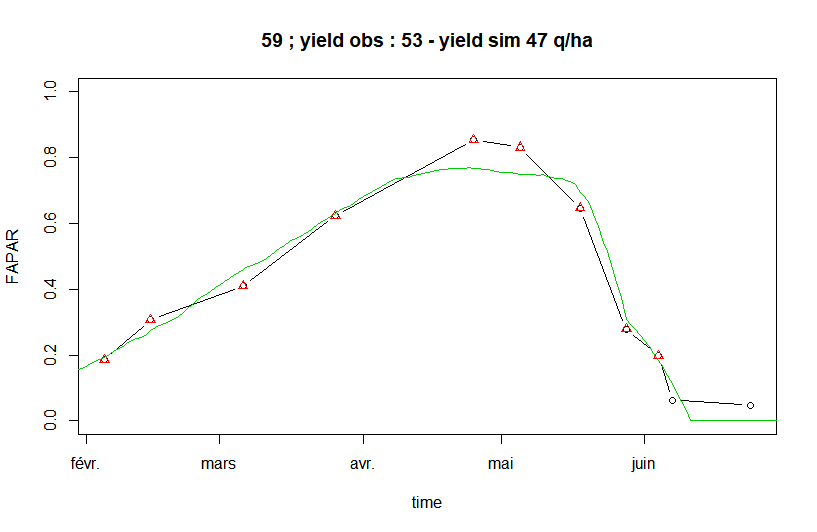 59 ; yield obs : 53 - yield sim 47 q/ha
1.0
0.8
0.6
0.4
0.2
0.0
FAPAR
févr. mars avr. mai juin
time